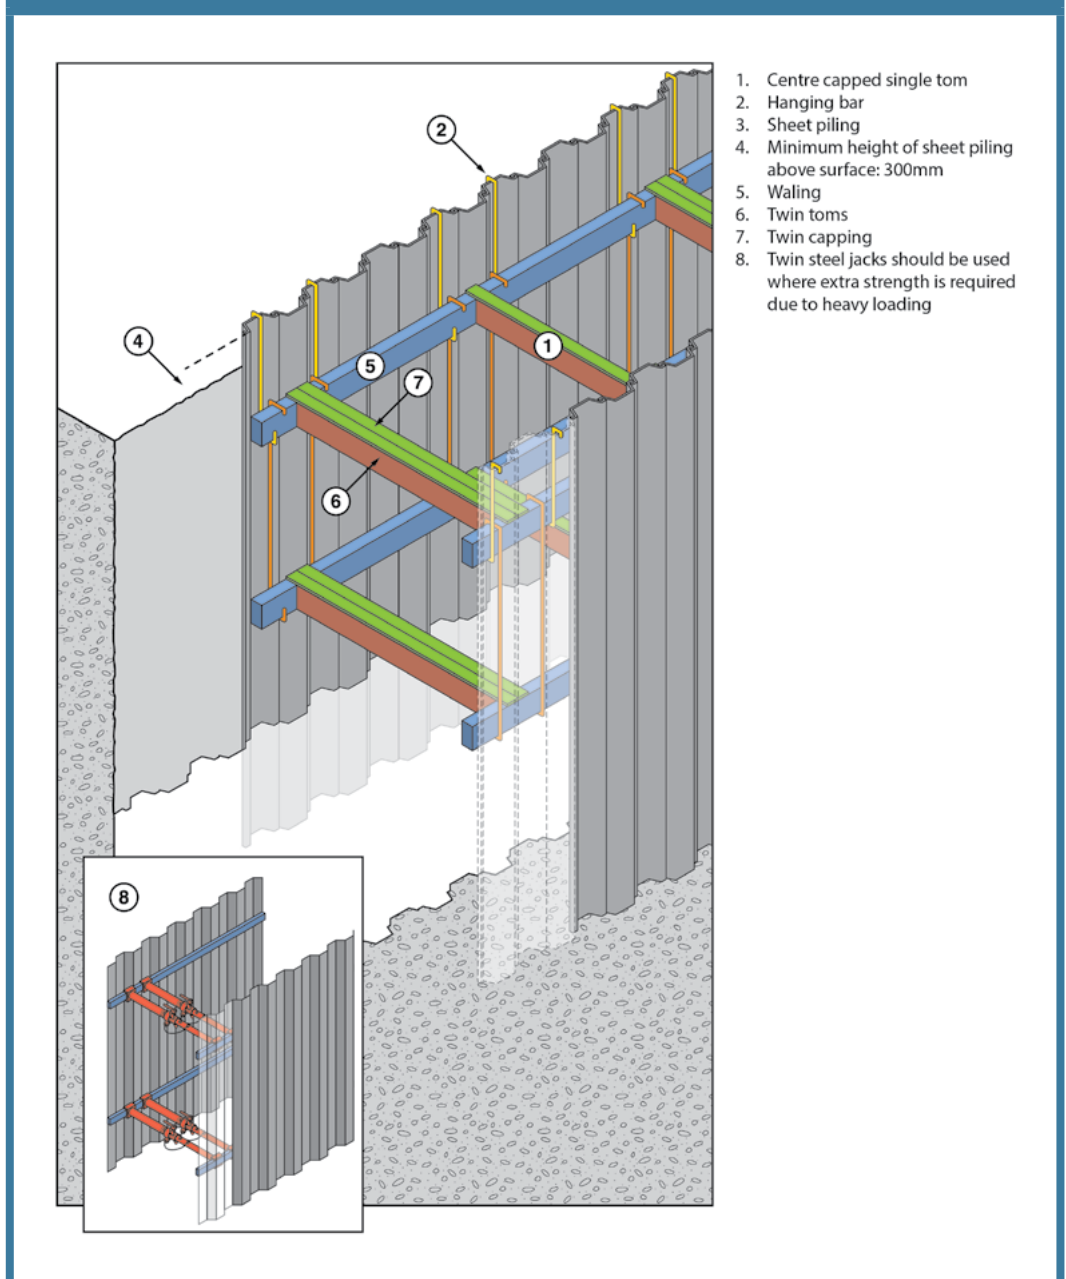 2
4
5
1
7
6
8
1. Centre capped single tom
2. Hanging bar
3. Sheet piling
4. Minimum height of sheet piling
above surface: 300mm
5. Waling
6. Twin toms
7. Twin capping
8. Twin steel jacks should be used
where extra strength is required
due to heavy loading